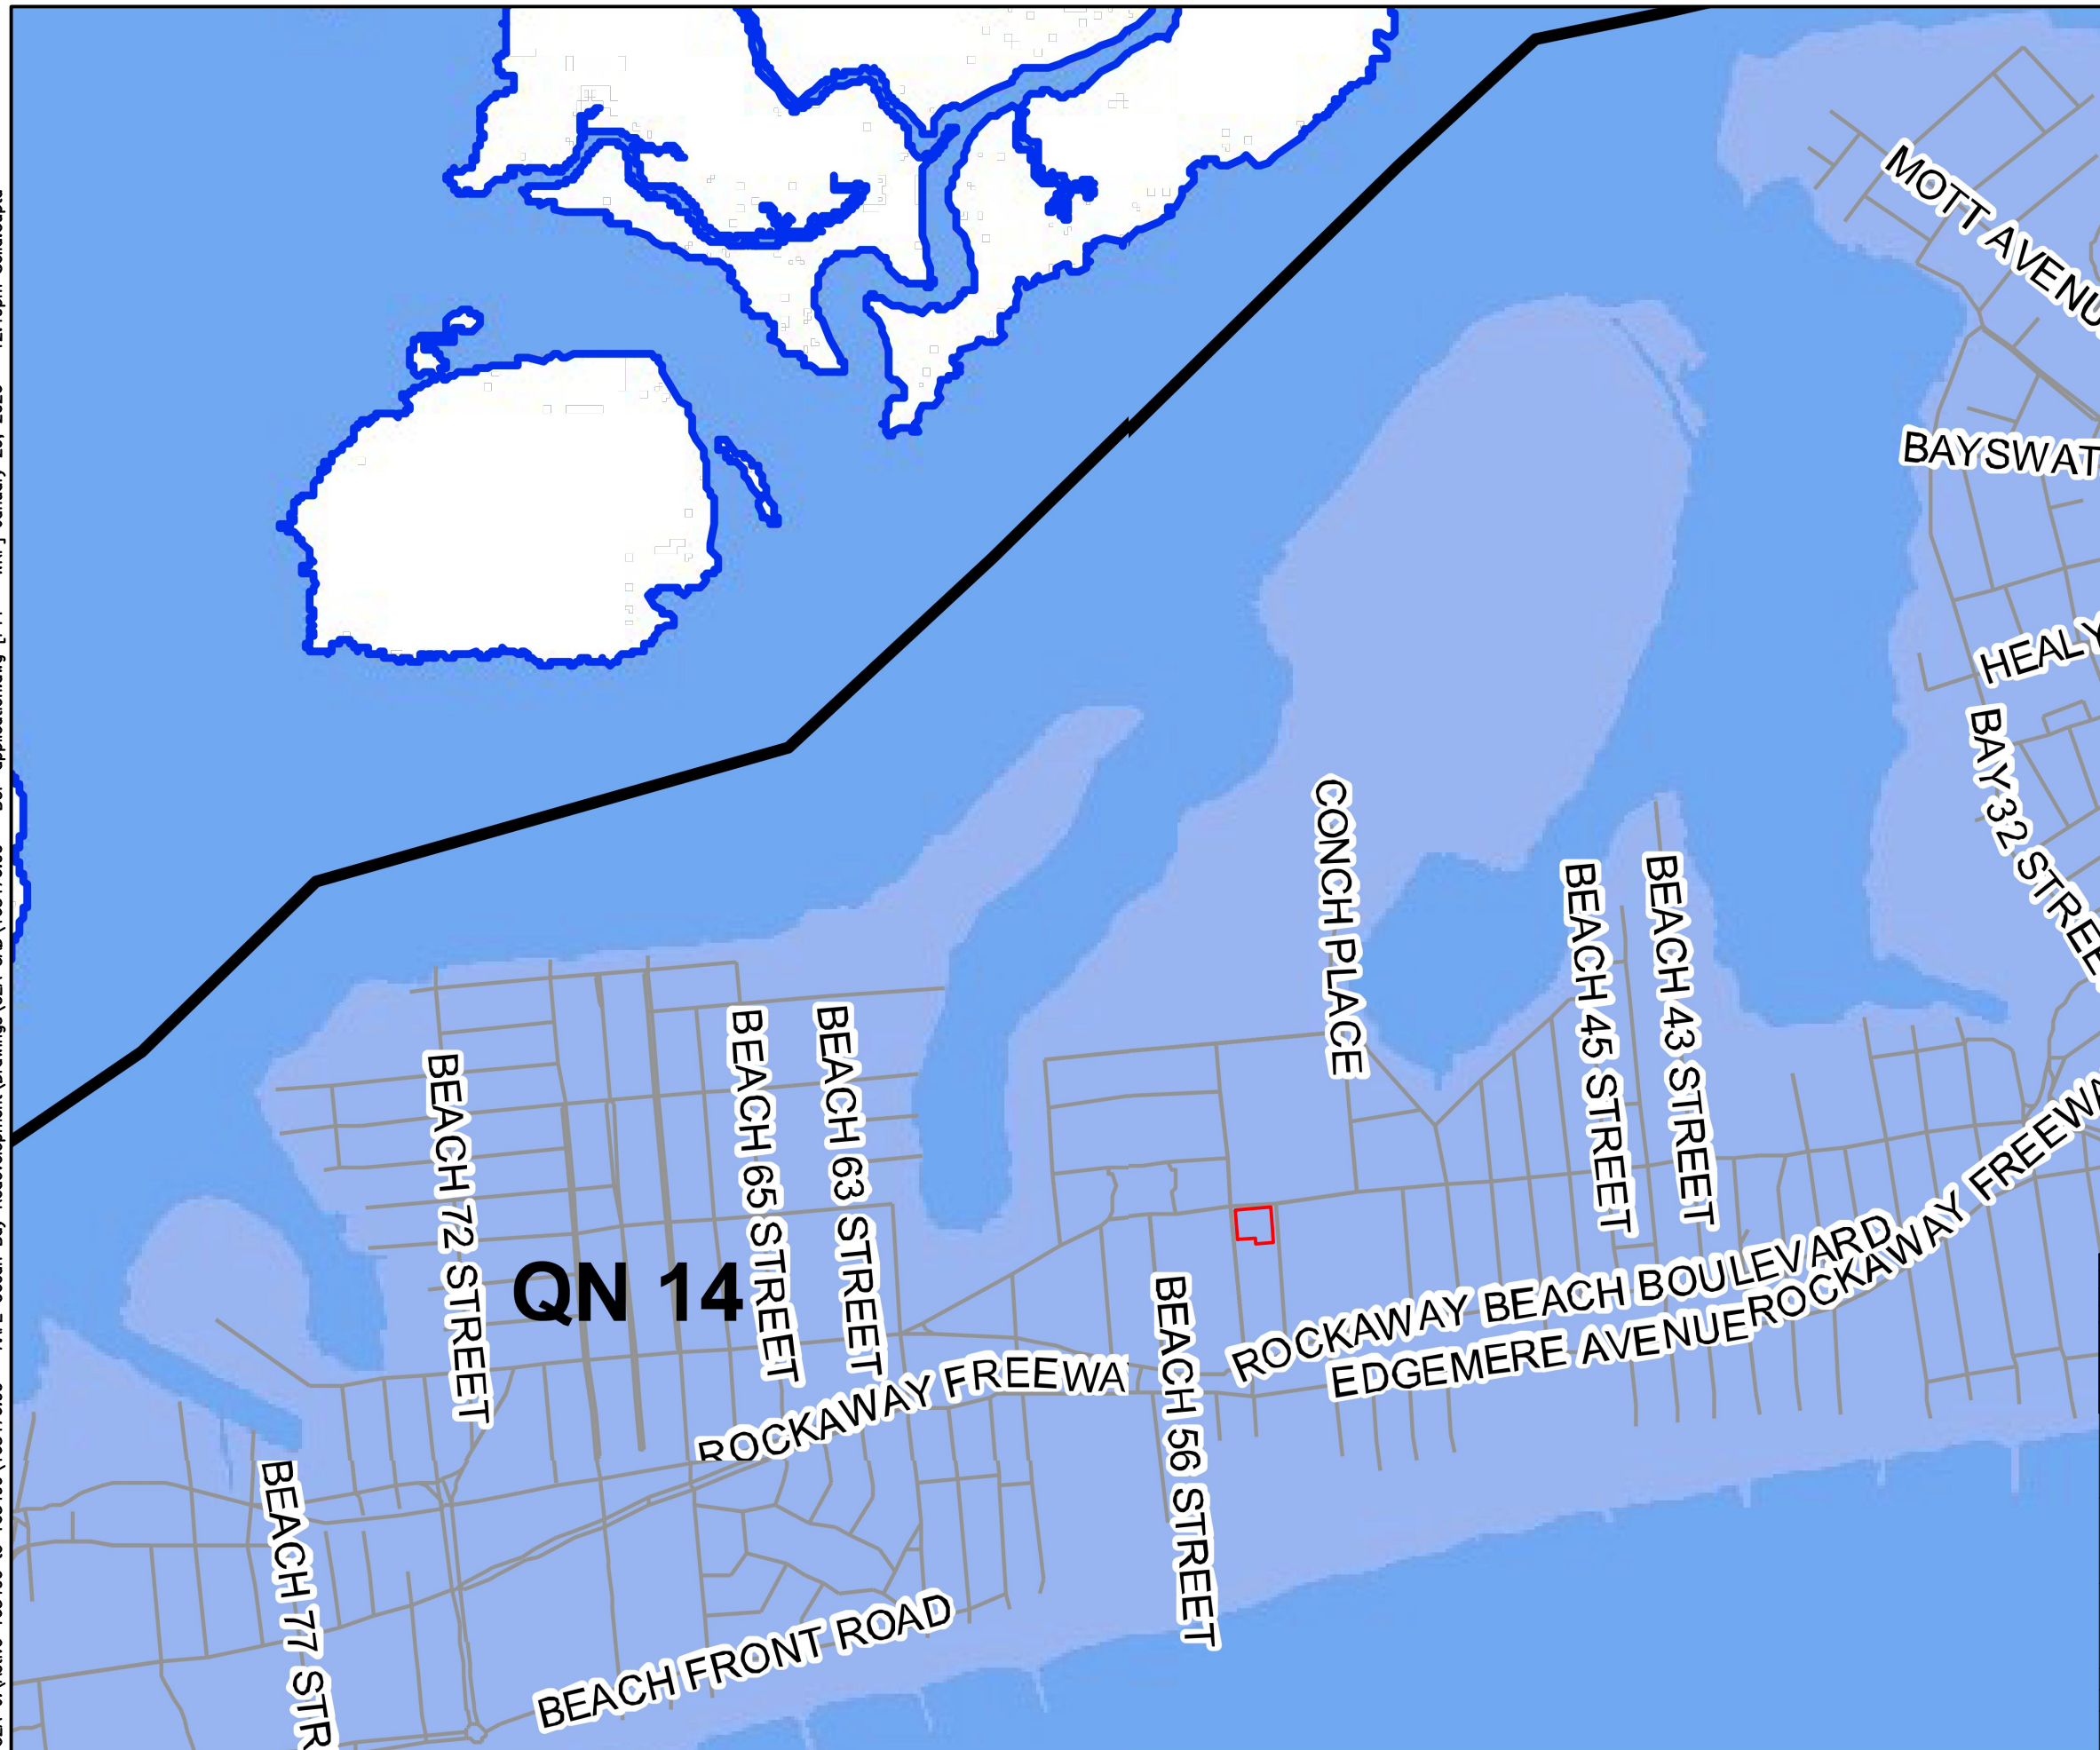 MOTT AVENU
BAYSWAT
HEALY
BAY 32 STREE
CONCH PLACE
BEACH 45 STREET
BEACH 43 STREET
BEACH 72 STREET
BEACH 65 STREET
BEACH 63 STREET
QN 14
ROCKAWAY BEACH BOULEVARD
ROCKAWAY FREEWA
EDGEMERE AVENUE
ROCKAWAY FREEWA
BEACH 56 STREET
BEACH 77 STR
BEACH FRONT ROAD